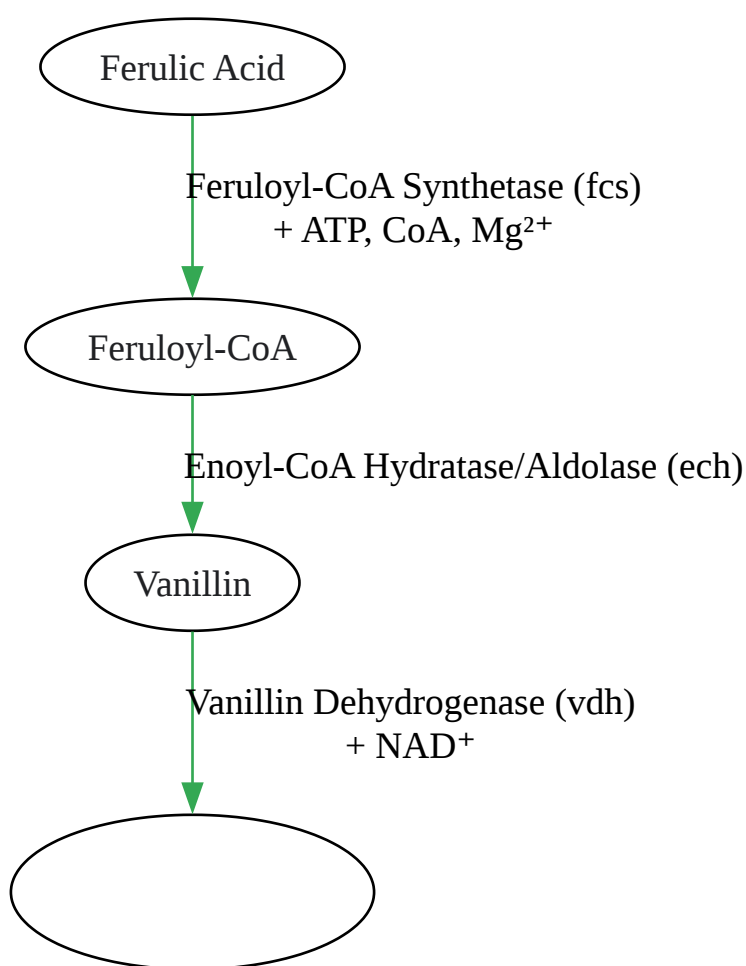 Ferulic Acid
Feruloyl-CoA Synthetase (fcs)
+ ATP, CoA, Mg²⁺
Feruloyl-CoA
Enoyl-CoA Hydratase/Aldolase (ech)
Vanillin
Vanillin Dehydrogenase (vdh)
+ NAD⁺